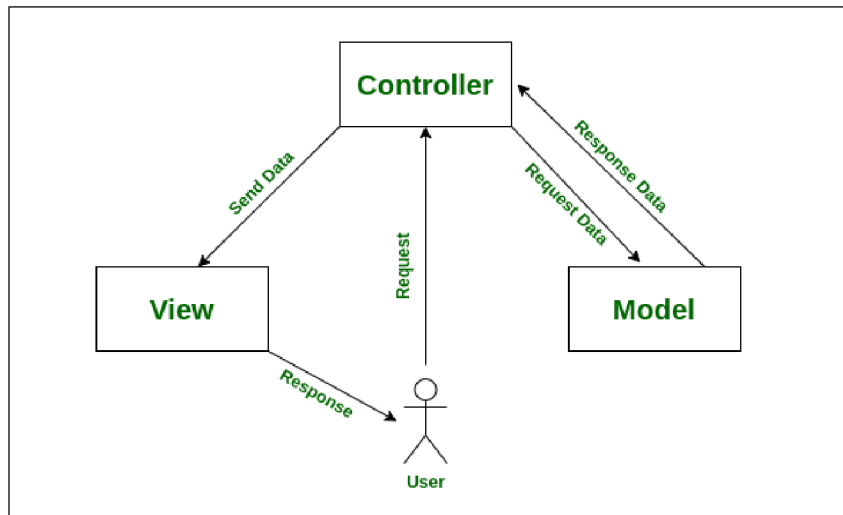 Controller
Send Data
Request
Request Data
Response Data
View
Model
Response
User